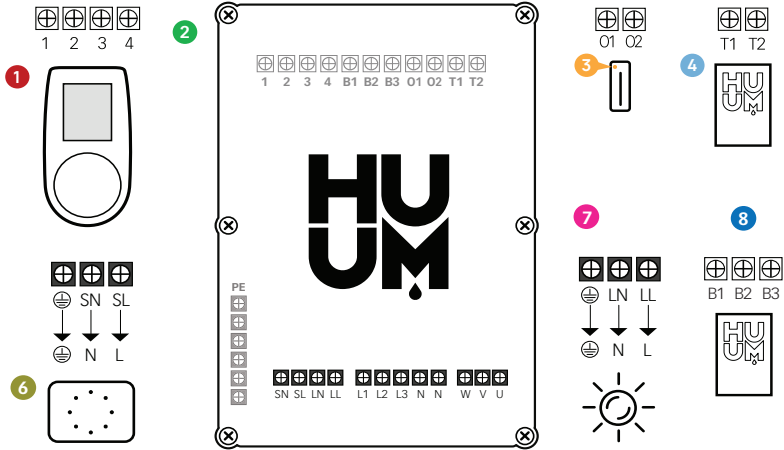 1 2 3 4
1
2
1 2 3 4 B1 B2 B3 O1 O2 T1 T2
HU
UM
PE
SN SL LN LL L1 L2 L3 N N W V U
SN SL
N L
6
O1 O2
3
T1 T2
4
HU
UM
7
LN LL
N L
8
B1 B2 B3
HU
UM